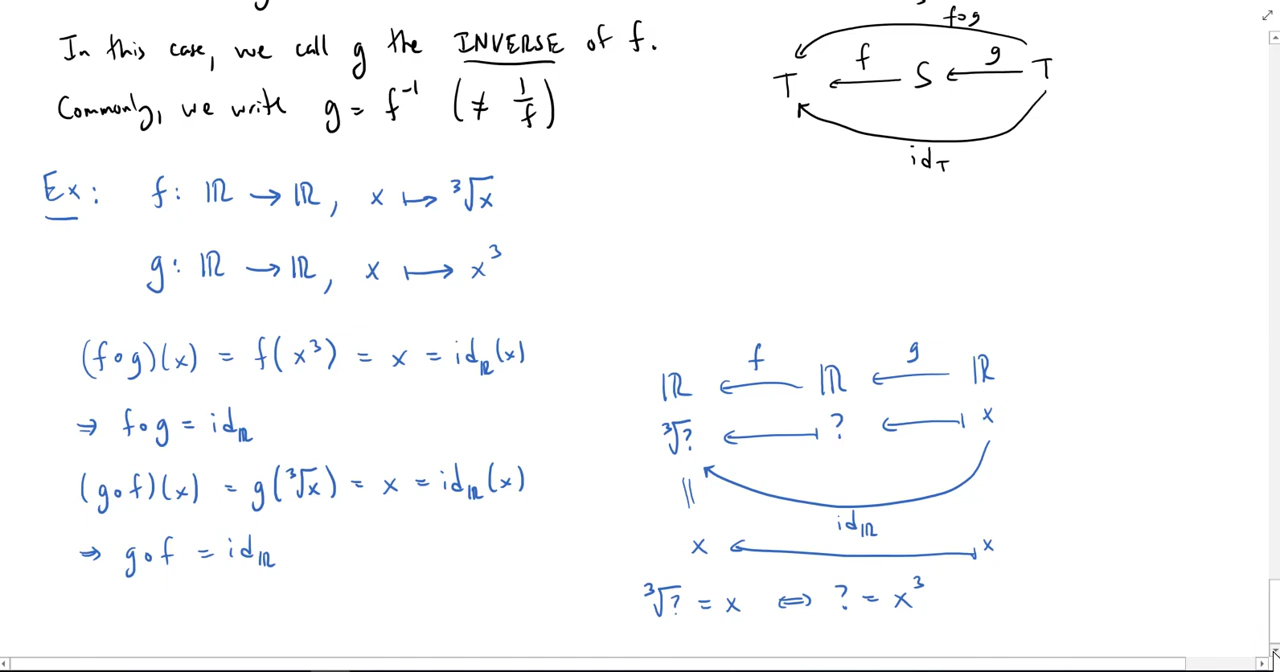 In this case, we call g the INVERSE of f.
Commonly, we write g = f⁻¹ (≠ 1/f)
f∘g
T ← f S ← g T
id_T
Ex: f: ℝ → ℝ, x ↦ ∛x
g: ℝ → ℝ, x ⟼ x³
(f∘g)(x) = f(x³) = x = id_ℝ(x)
⇒ f∘g = id_ℝ
(g∘f)(x) = g(∛x) = x = id_ℝ(x)
⇒ g∘f = id_ℝ
ℝ ← f ℝ ← g ℝ
∛? ⟻ ? ⟻ x
||
id_ℝ
x ⟻ x
∛? = x ⇔ ? = x³